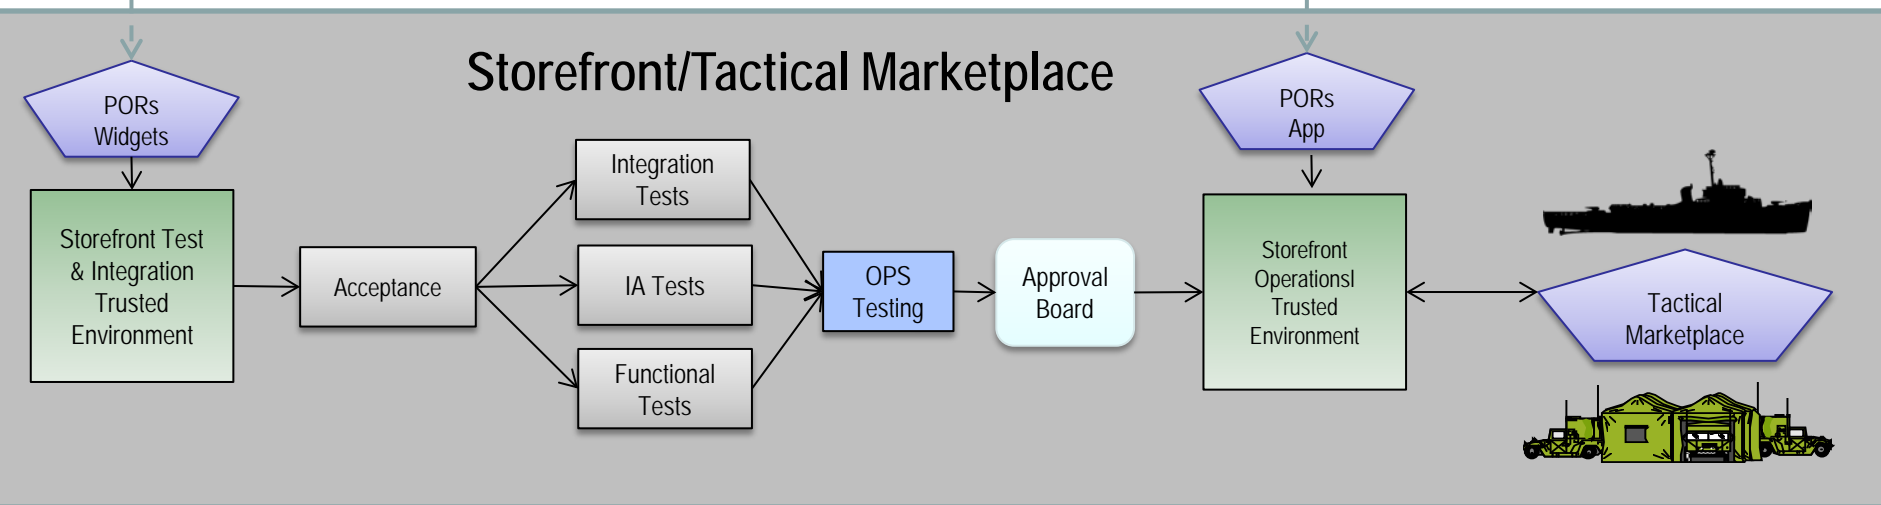 Storefront/Tactical Marketplace
PORs
Widgets
Storefront Test
& Integration
Trusted
Environment
Acceptance
Integration
Tests
IA Tests
Functional
Tests
OPS
Testing
Approval
Board
PORs
App
Storefront
Operationsl
Trusted
Environment
Tactical
Marketplace